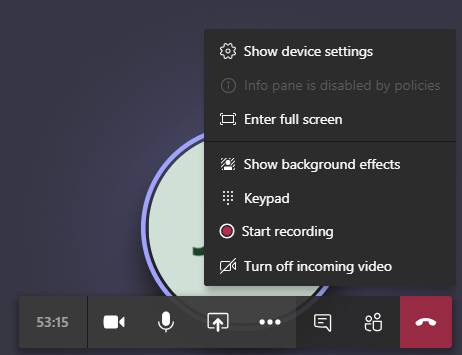 Show device settings
Info pane is disabled by policies
Enter full screen
Show background effects
Keypad
Start recording
Turn off incoming video
53:15